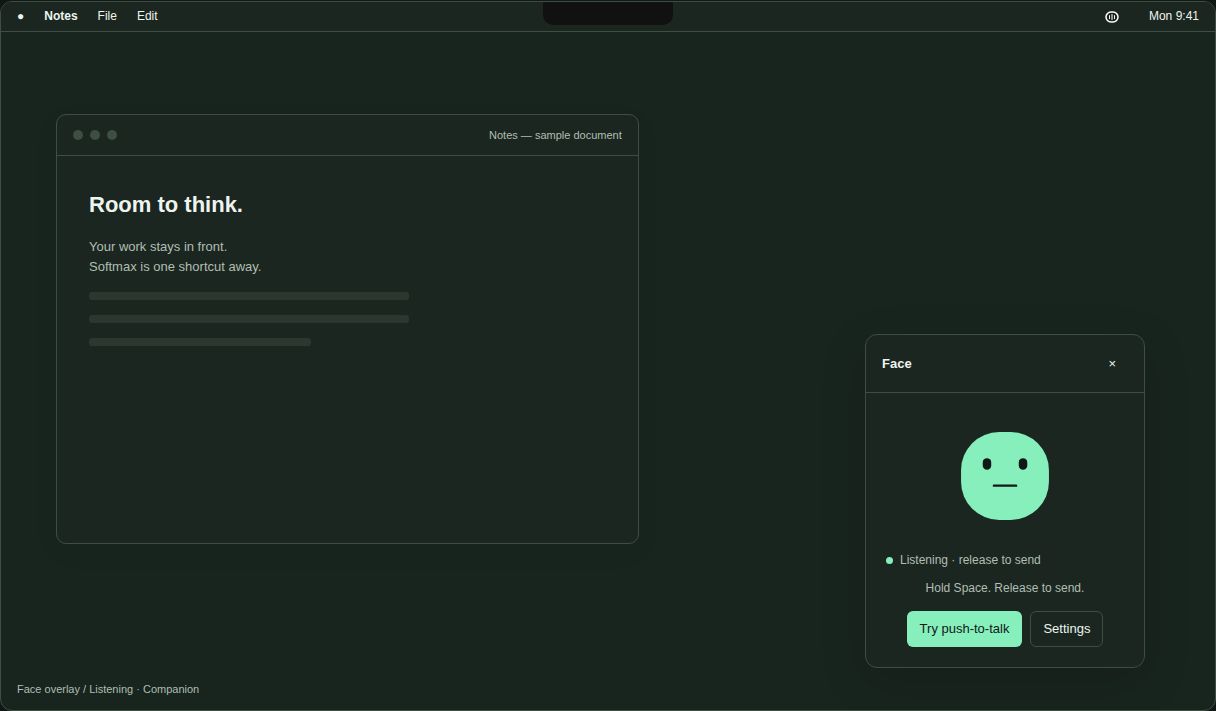 Notes File Edit
Mon 9:41
Notes — sample document
Room to think.
Your work stays in front.
Softmax is one shortcut away.
Face ×
Listening · release to send
Hold Space. Release to send.
Try push-to-talk Settings
Face overlay / Listening · Companion